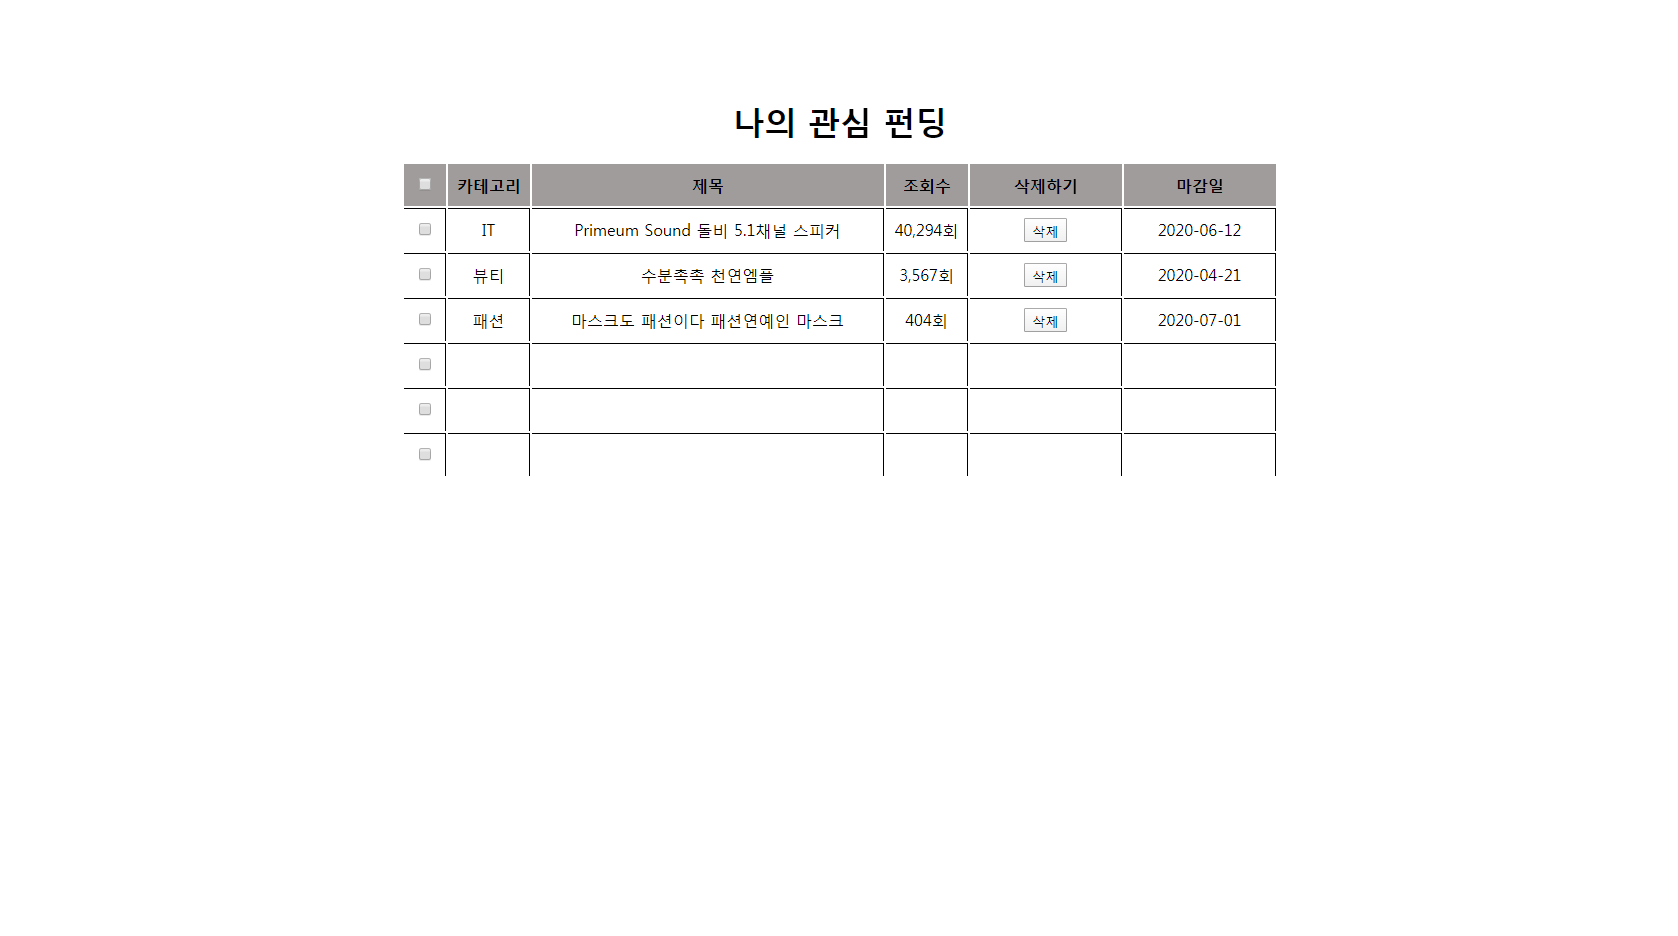 나의 관심 펀딩
카테고리 제목 조회수 삭제하기 마감일
IT Primeum Sound 돌비 5.1채널 스피커 40,294회 삭제 2020-06-12
뷰티 수분촉촉 천연엠플 3,567회 삭제 2020-04-21
패션 마스크도 패션이다 패션연예인 마스크 404회 삭제 2020-07-01